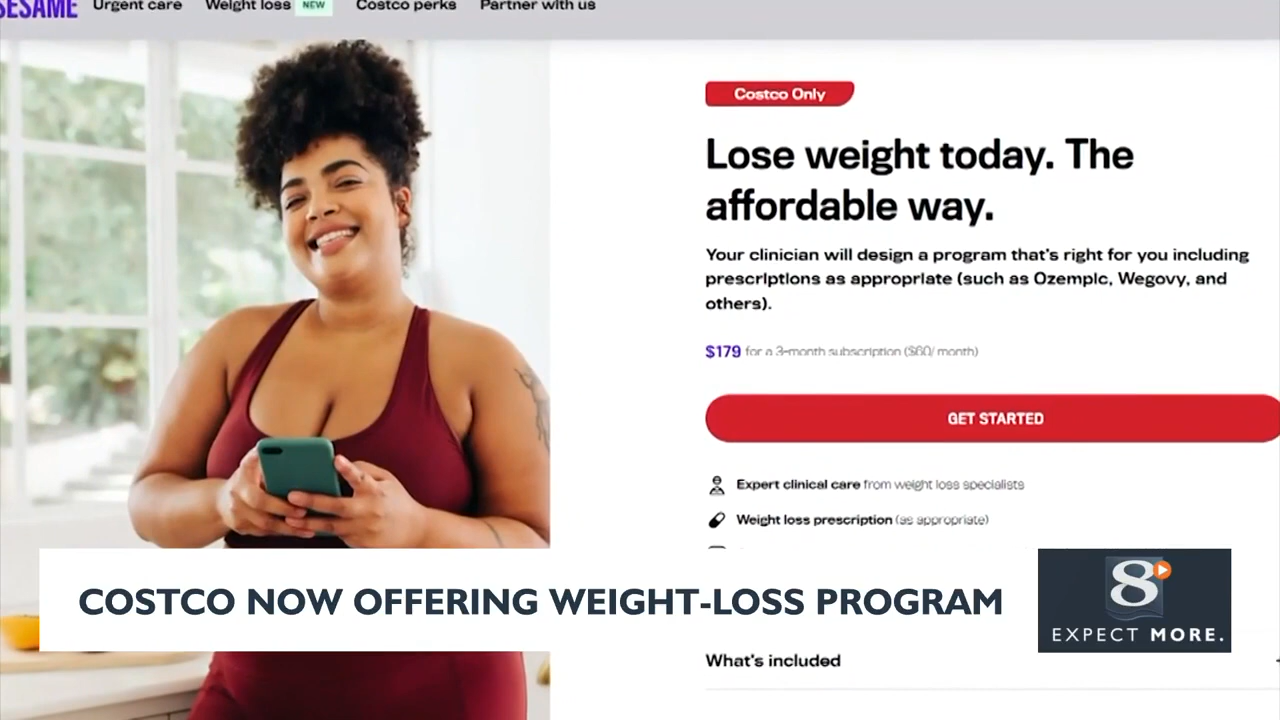 SESAME Urgent care Weight loss NEW Costco perks Partner with us
Costco Only
Lose weight today. The
affordable way.
Your clinician will design a program that's right for you including
prescriptions as appropriate (such as Ozempic, Wegovy, and
others).
$179 for a 3-month subscription ($60/ month)
GET STARTED
Expert clinical care from weight loss specialists
Weight loss prescription (as appropriate)
COSTCO NOW OFFERING WEIGHT-LOSS PROGRAM
8
EXPECT MORE.
What's included